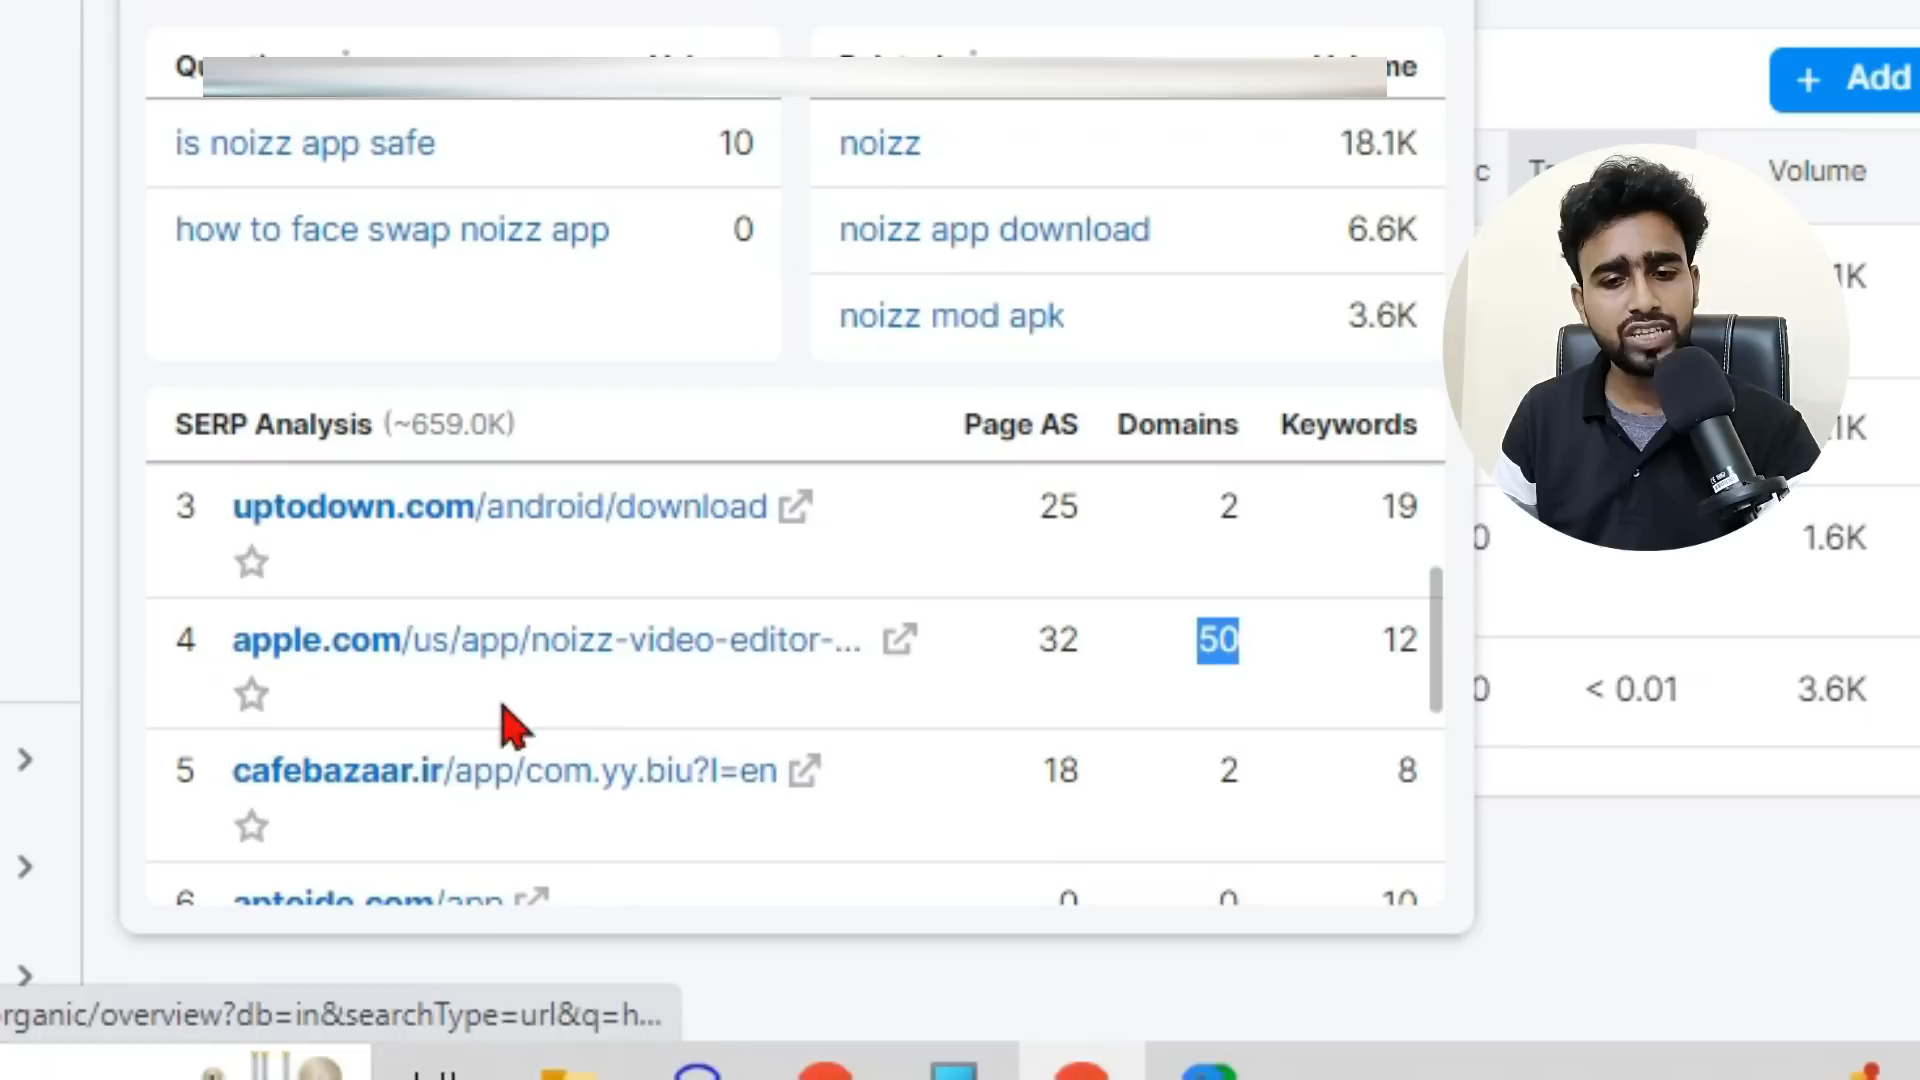 + Add
Volume
is noizz app safe 10
how to face swap noizz app 0
noizz 18.1K
noizz app download 6.6K
noizz mod apk 3.6K
SERP Analysis (~659.0K) Page AS Domains Keywords
3 uptodown.com/android/download 25 2 19
4 apple.com/us/app/noizz-video-editor-... 32 50 12
5 cafebazaar.ir/app/com.yy.biu?l=en 18 2 8
1.6K
< 0.01 3.6K
rganic/overview?db=in&searchType=url&q=h...